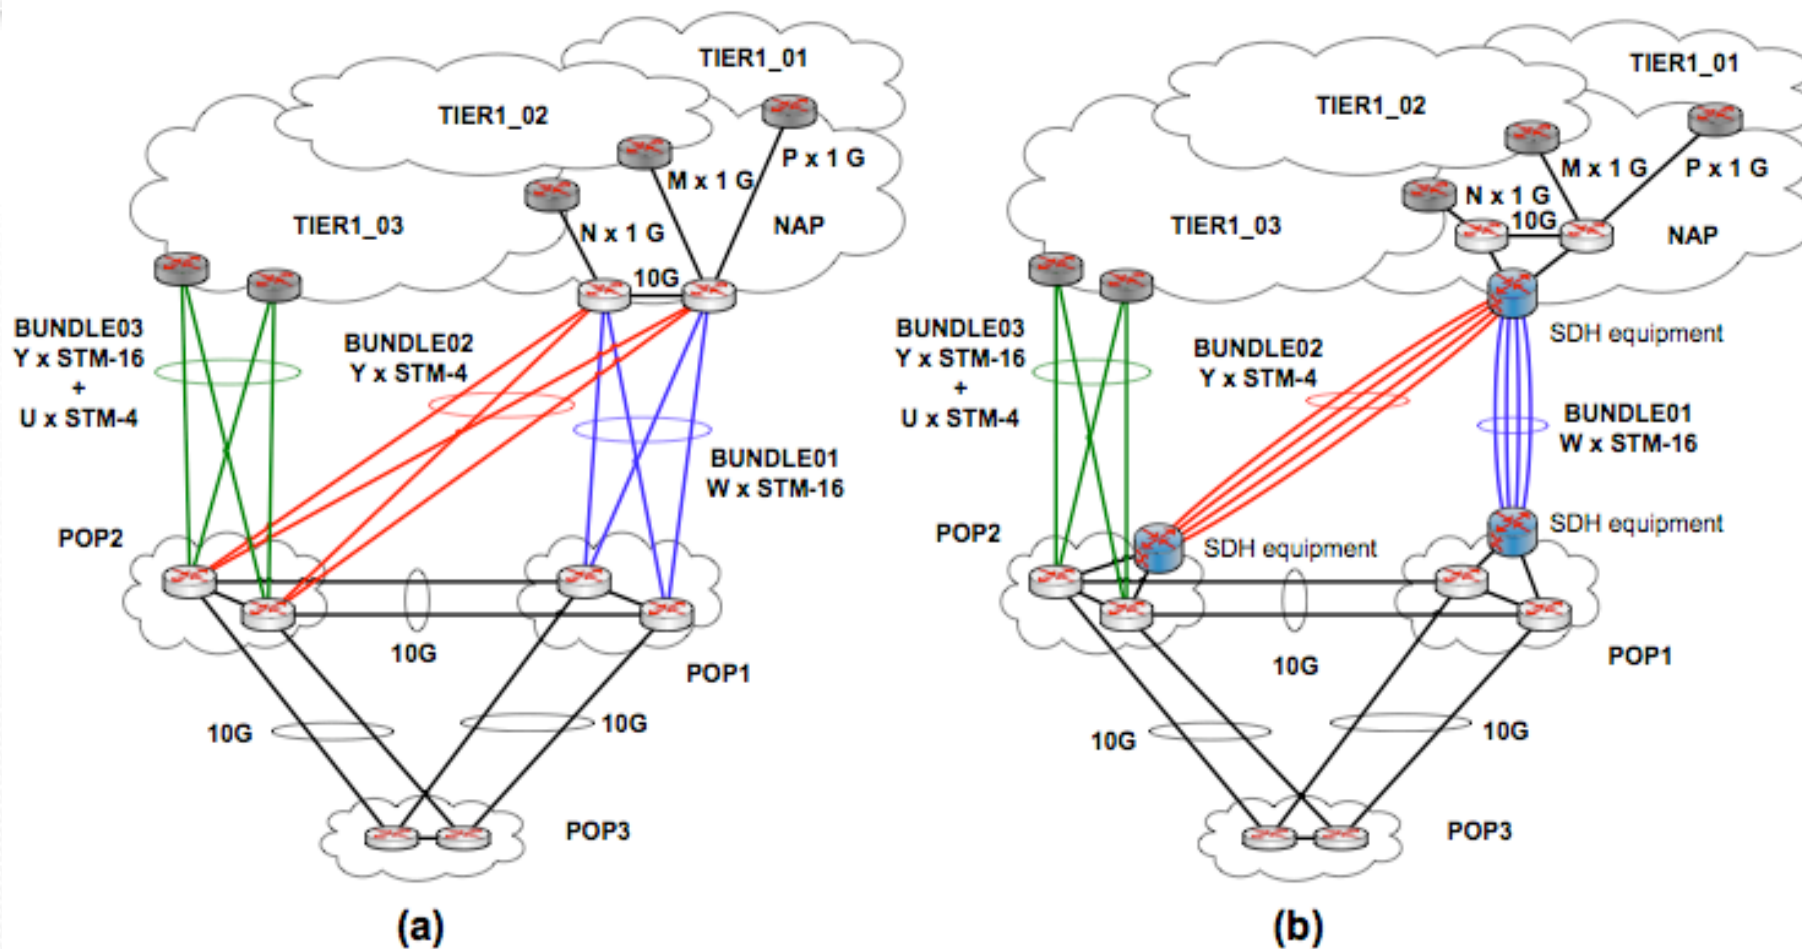 TIER1_01
TIER1_02
P x 1 G
M x 1 G
TIER1_03
N x 1 G
NAP
10G
BUNDLE03
Y x STM-16
+
U x STM-4
BUNDLE02
Y x STM-4
BUNDLE01
W x STM-16
POP2
10G
POP1
10G
10G
POP3
(a)
TIER1_01
TIER1_02
M x 1 G
P x 1 G
N x 1 G
TIER1_03
10G
NAP
BUNDLE03
Y x STM-16
+
U x STM-4
BUNDLE02
Y x STM-4
SDH equipment
BUNDLE01
W x STM-16
POP2
SDH equipment
SDH equipment
10G
POP1
10G
10G
POP3
(b)